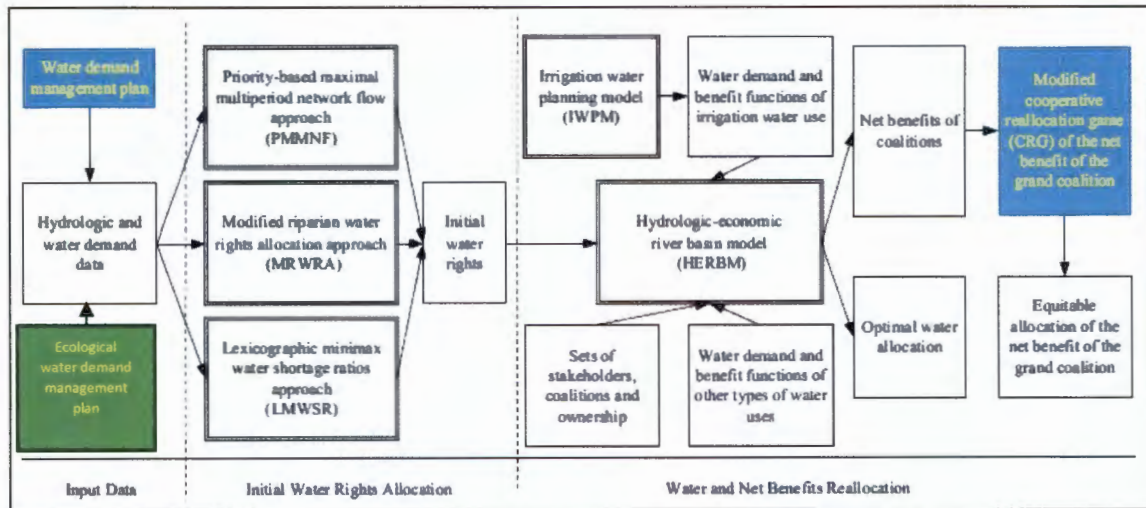 Water demand
management plan
Hydrologic and
water demand
data
Ecological
water demand
management
plan
Priority-based maximal
multiperiod network flow
approach
(PMMNF)
Modified riparian water
rights allocation approach
(MRWRA)
Lexicographic minimax
water shortage ratios
approach
(LMWSR)
Initial
water
rights
Irrigation water
planning model
(IWPM)
Water demand and
benefit functions of
irrigation water use
Hydrologic-economic
river basin model
(HERBM)
Sets of
stakeholders,
coalitions and
ownership
Water demand and
benefit functions of
other types of water
uses
Net benefits
of coalitions
Optimal water
allocation
Modified
cooperative
reallocation game
(CRG) of the net
benefit of the
grand coalition
Equitable
allocation of the
net benefit of the
grand coalition
Input Data
Initial Water Rights Allocation
Water and Net Benefits Reallocation